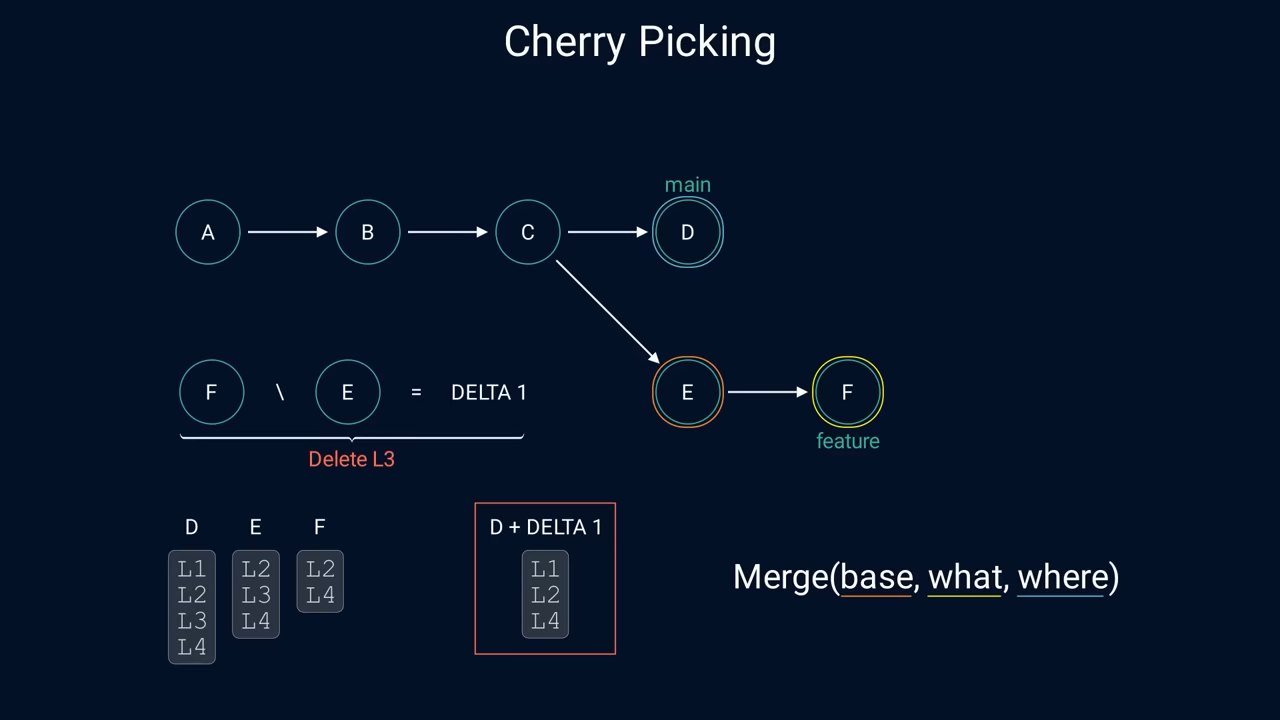 Cherry Picking
main
A
B
C
D
F \ E = DELTA 1
E
F
Delete L3
feature
D
E
F
D + DELTA 1
L1
L2
L3
L4
L2
L3
L4
L2
L4
L1
L2
L4
Merge(base, what, where)